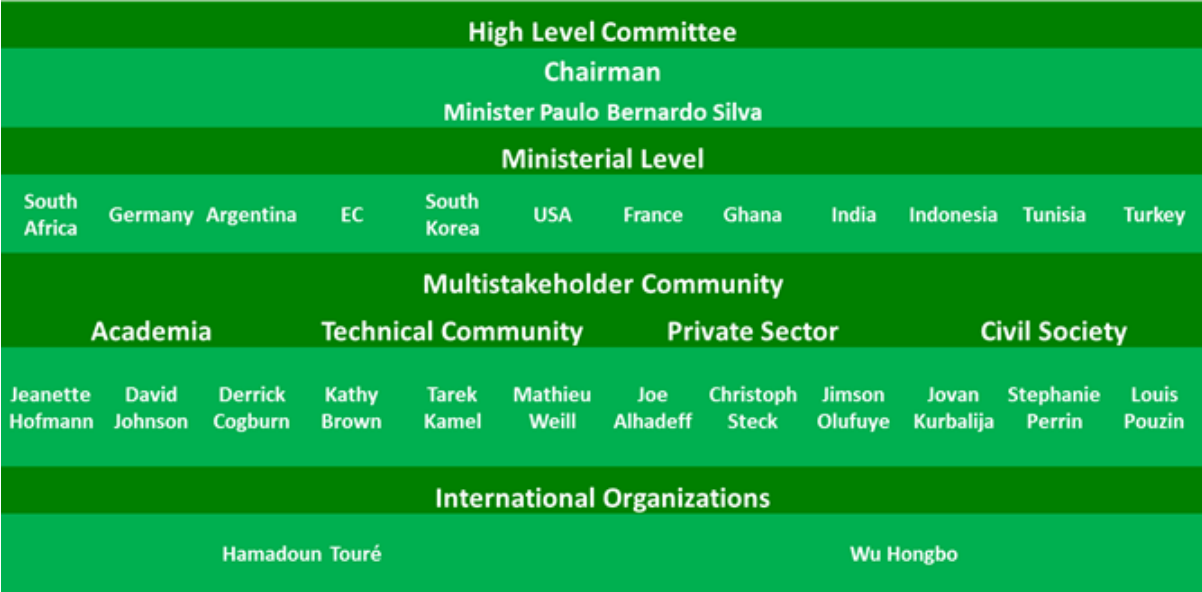 High Level Committee
Chairman
Minister Paulo Bernardo Silva
Ministerial Level
South Africa Germany Argentina EC South Korea USA France Ghana India Indonesia Tunisia Turkey
Multistakeholder Community
Academia Technical Community Private Sector Civil Society
Jeanette Hofmann David Johnson Derrick Cogburn Kathy Brown Tarek Kamel Mathieu Weill Joe Alhadeff Christoph Steck Jimson Olufuye Jovan Kurbalija Stephanie Perrin Louis Pouzin
International Organizations
Hamadoun Touré Wu Hongbo